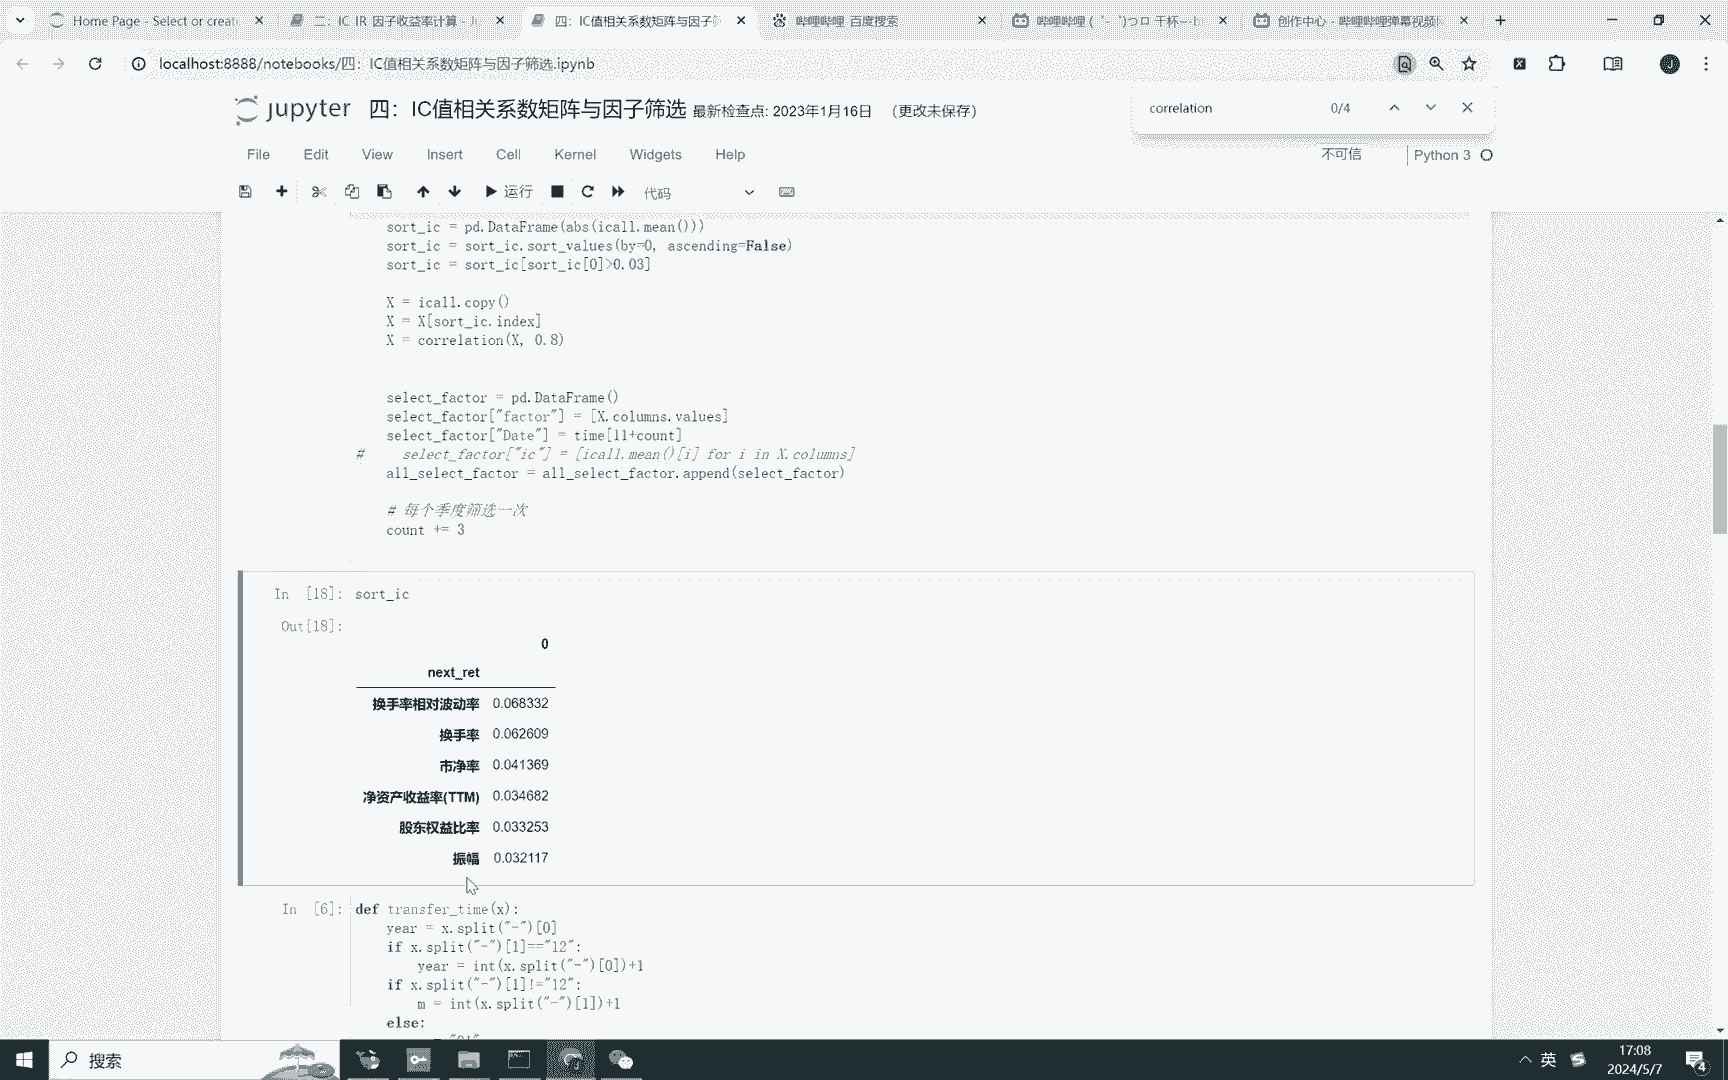 Home Page - Select or create
二：IC_IR_因子收益率计算 - Ju
四：IC值相关系数矩阵与因子筛
哔哩哔哩_百度搜索
哔哩哔哩 (゜-゜)つロ 干杯~-b
创作中心 - 哔哩哔哩弹幕视频网
localhost:8888/notebooks/四：IC值相关系数矩阵与因子筛选.ipynb
jupyter 四：IC值相关系数矩阵与因子筛选 最新检查点: 2023年1月16日 （更改未保存）
correlation 0/4
File Edit View Insert Cell Kernel Widgets Help
不可信 Python 3
运行 代码
sort_ic = pd.DataFrame(abs(icall.mean()))
sort_ic = sort_ic.sort_values(by=0, ascending=False)
sort_ic = sort_ic[sort_ic[0]>0.03]
X = icall.copy()
X = X[sort_ic.index]
X = correlation(X, 0.8)
select_factor = pd.DataFrame()
select_factor["factor"] = [X.columns.values]
select_factor["Date"] = time[11+count]
# select_factor["ic"] = [icall.mean()[i] for i in X.columns]
all_select_factor = all_select_factor.append(select_factor)
# 每个季度筛选一次
count += 3
In [18]: sort_ic
Out[18]:
0
next_ret
换手率相对波动率 0.068332
换手率 0.062609
市净率 0.041369
净资产收益率(TTM) 0.034682
股东权益比率 0.033253
振幅 0.032117
In [6]: def transfer_time(x):
year = x.split("-")[0]
if x.split("-")[1]=="12":
year = int(x.split("-")[0])+1
if x.split("-")[1]!="12":
m = int(x.split("-")[1])+1
else:
搜索
英
17:08
2024/5/7
4